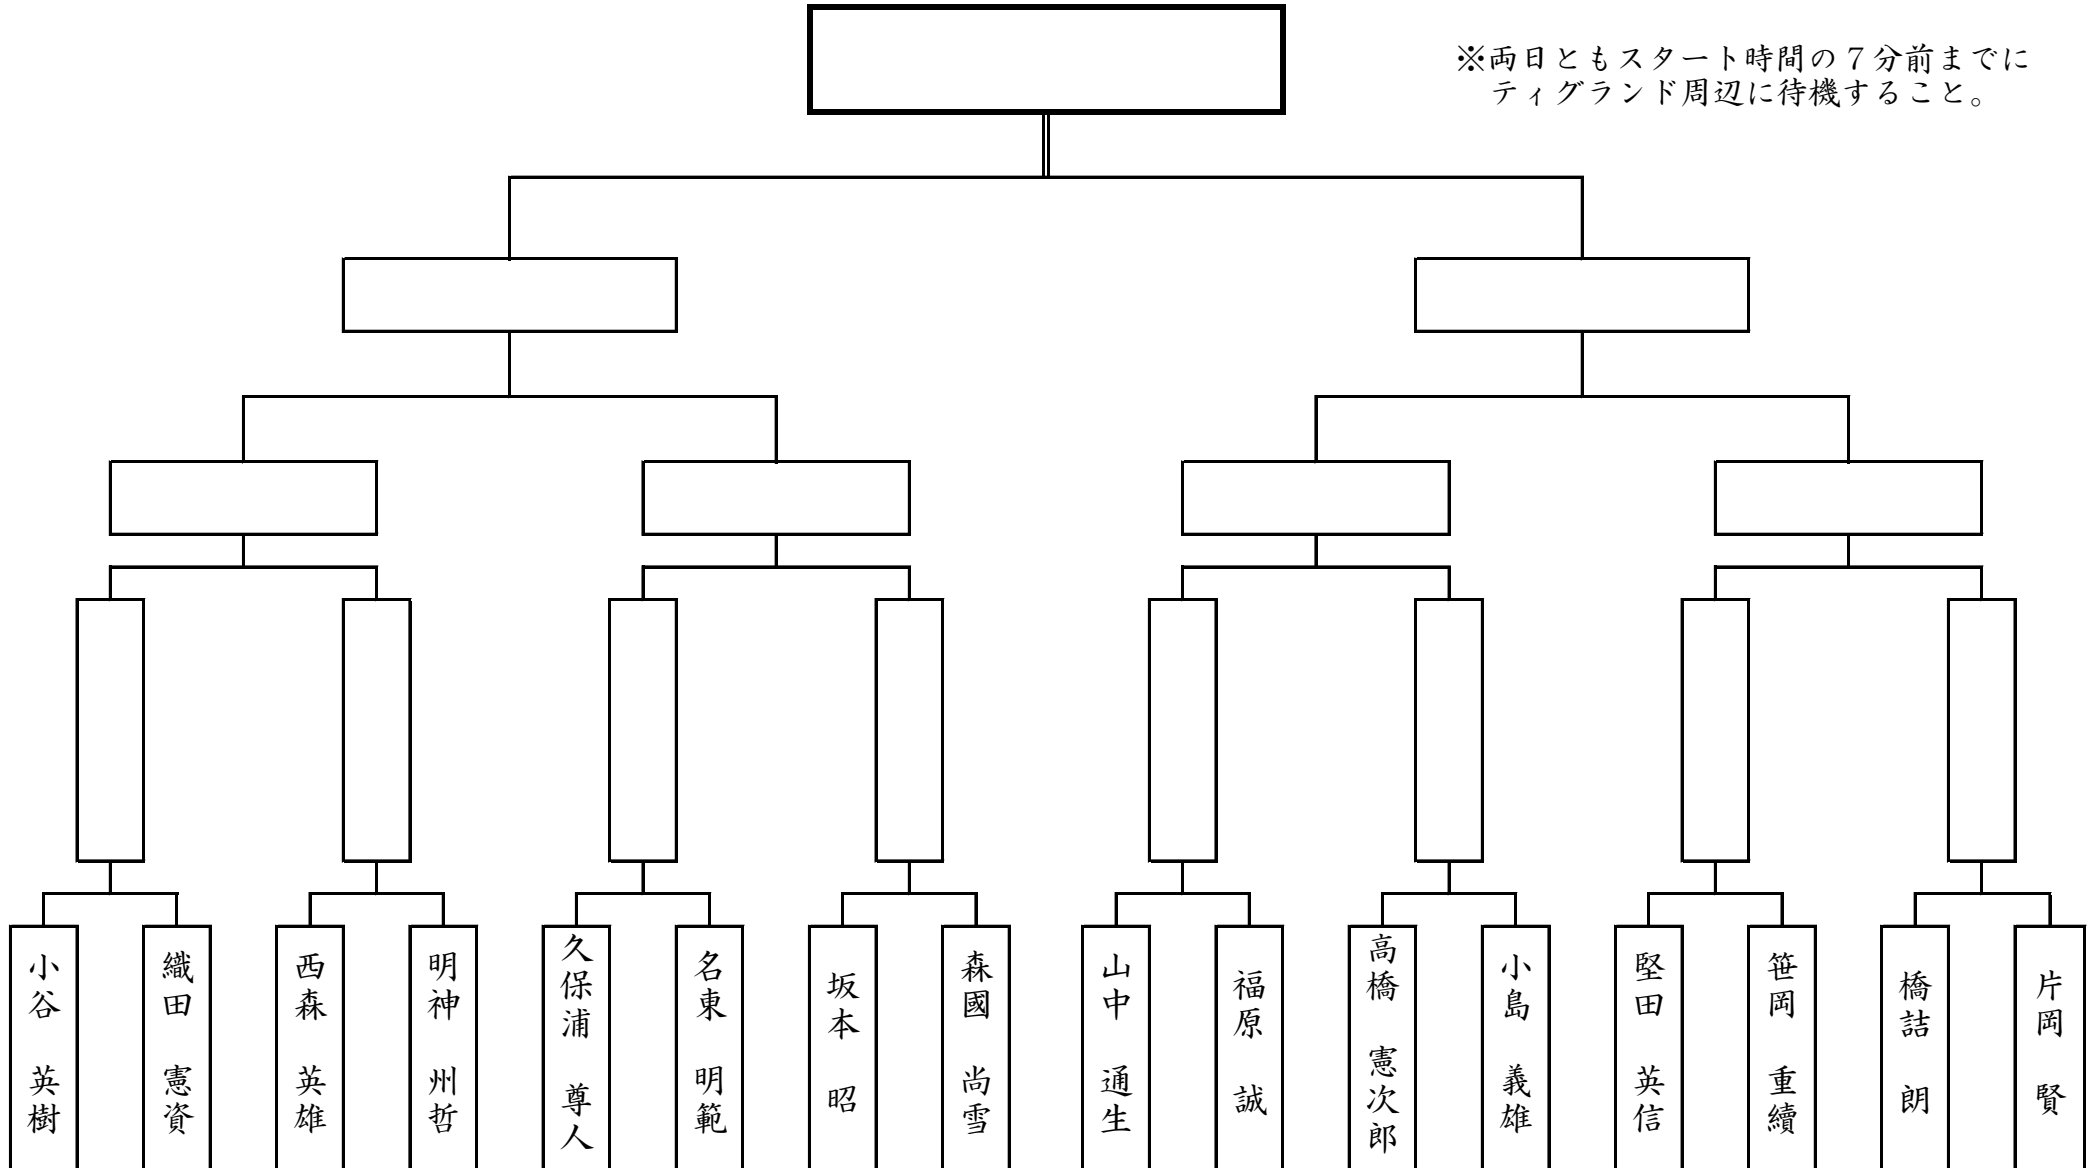 ※両日ともスタート時間の７分前までに
ティグランド周辺に待機すること。
小谷　英樹
織田　憲資
西森　英雄
明神　州哲
久保浦　尊人
名東　明範
坂本　昭
森國　尚雪
山中　通生
福原　誠
高橋　憲次郎
小島　義雄
堅田　英信
笹岡　重續
橋詰　朗
片岡　賢